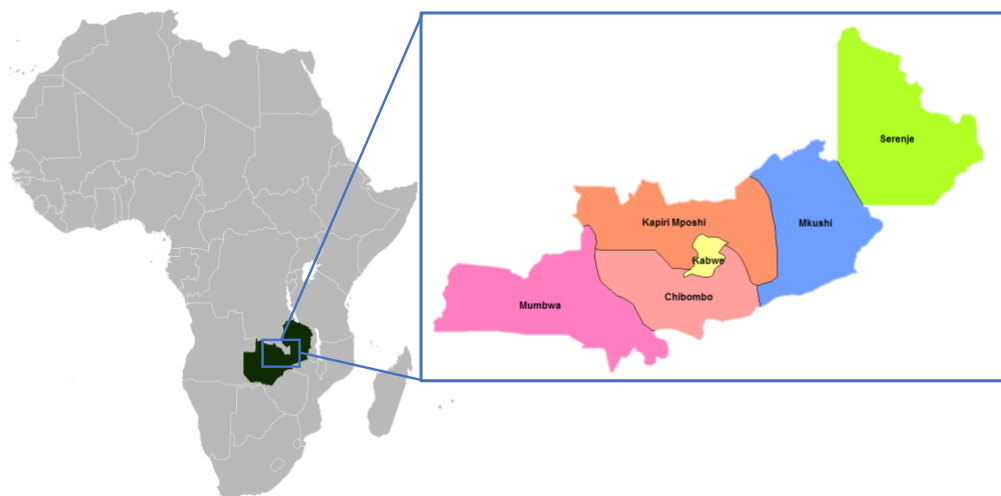 Serenje
Kapiri Mposhi
Mkushi
Kabwe
Chibombo
Mumbwa